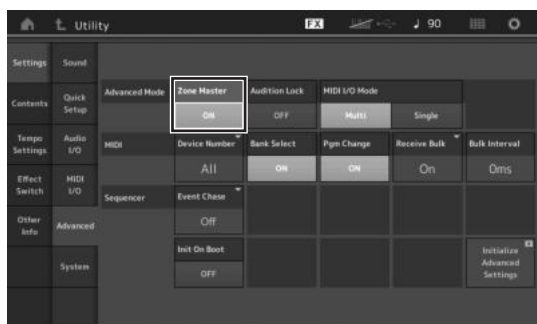 Utility FX ♩ 90
Settings
Contents
Tempo
Settings
Effect
Switch
Other
Info
Sound
Quick
Setup
Audio
I/O
MIDI
I/O
Advanced
System
Advanced Mode
Zone Master
ON
Audition Lock
OFF
MIDI I/O Mode
Multi Single
MIDI
Device Number
All
Bank Select
ON
Pgm Change
ON
Receive Bulk
On
Bulk Interval
0ms
Sequencer
Event Chase
Off
Init On Boot
OFF
Initialize
Advanced
Settings